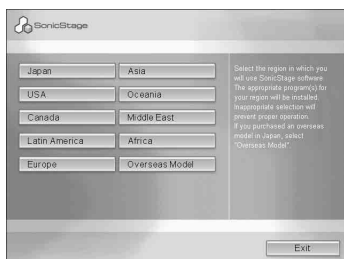 SonicStage
Japan
Asia
USA
Oceania
Canada
Middle East
Latin America
Africa
Europe
Overseas Model
Select the region in which you
will use SonicStage software
The appropriate program(s) for
your region will be installed.
Inappropriate selection will
prevent proper operation.
If you purchased an overseas
model in Japan, select
"Overseas Model".
Exit